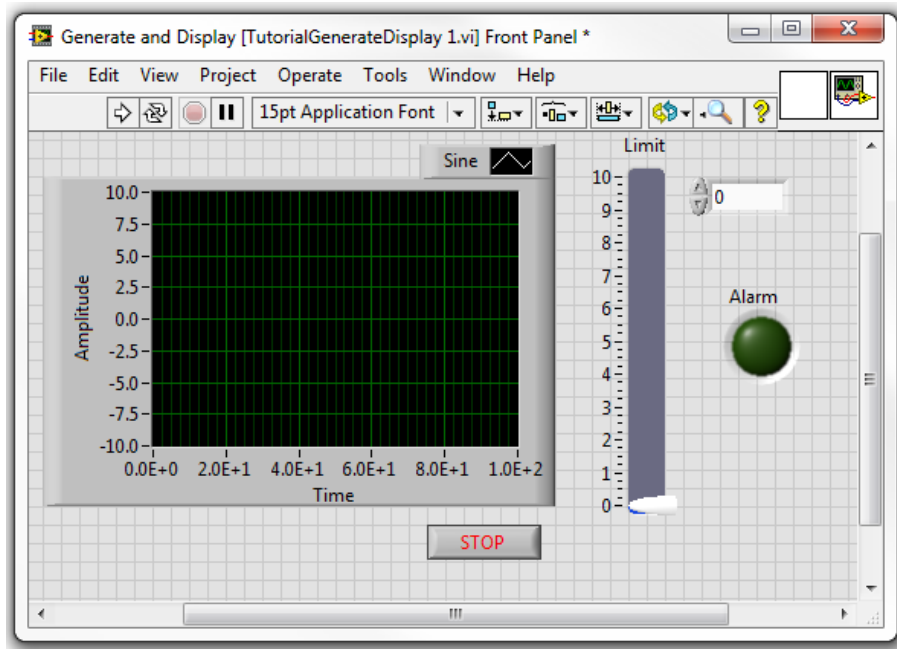 Generate and Display [TutorialGenerateDisplay 1.vi] Front Panel *
File Edit View Project Operate Tools Window Help
15pt Application Font
Limit
Sine
10
9
8
7
6
5
4
3
2
1
0
0
Alarm
Amplitude
10.0
7.5
5.0
2.5
0.0
-2.5
-5.0
-7.5
-10.0
0.0E+0 2.0E+1 4.0E+1 6.0E+1 8.0E+1 1.0E+2
Time
STOP